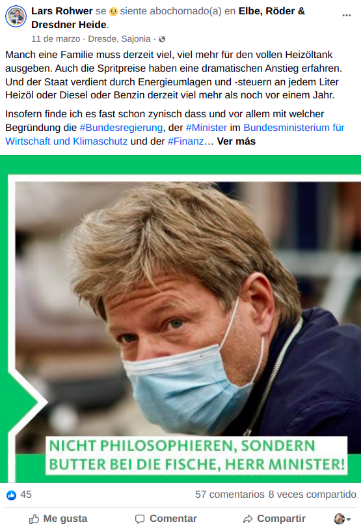 Lars Rohwer se siente abochornado(a) en Elbe, Röder &
Dresdner Heide.
11 de marzo · Dresde, Sajonia ·
Manch eine Familie muss derzeit viel, viel mehr für den vollen Heizöltank
ausgeben. Auch die Spritpreise haben eine dramatischen Anstieg erfahren.
Und der Staat verdient durch Energieumlagen und -steuern an jedem Liter
Heizöl oder Diesel oder Benzin derzeit viel mehr als noch vor einem Jahr.
Insofern finde ich es fast schon zynisch dass und vor allem mit welcher
Begründung die #Bundesregierung, der #Minister im Bundesministerium für
Wirtschaft und Klimaschutz und der #Finanz… Ver más
NICHT PHILOSOPHIEREN, SONDERN
BUTTER BEI DIE FISCHE, HERR MINISTER!
45
57 comentarios 8 veces compartido
Me gusta
Comentar
Compartir